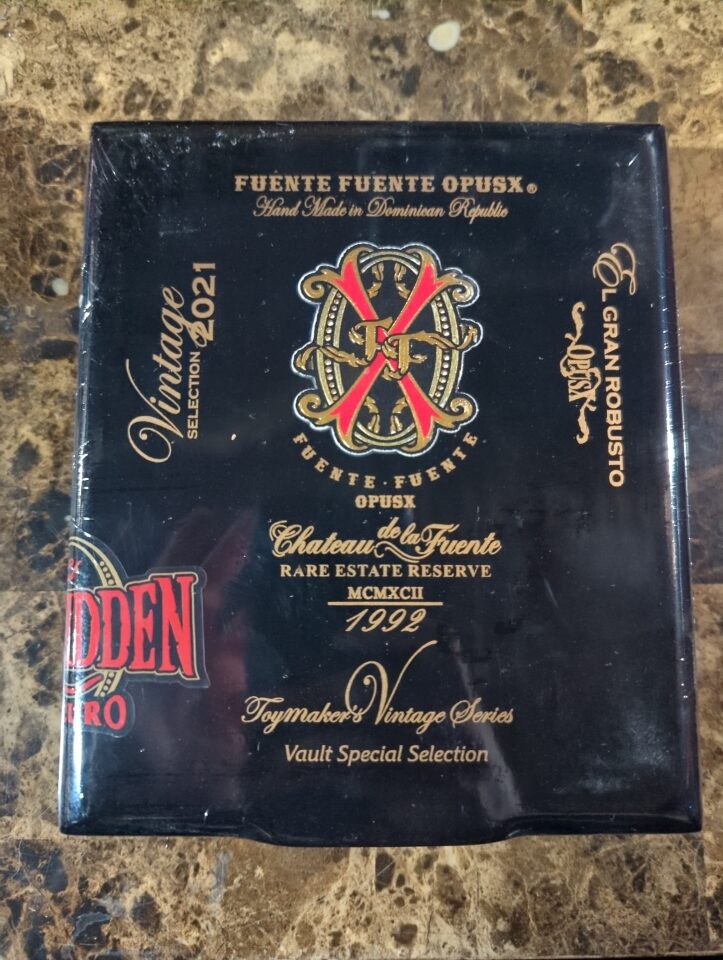 FUENTE FUENTE OPUSX®
Hand Made in Dominican Republic
Vintage
SELECTION 2021
EL GRAN ROBUSTO
OPUSX
FF
FUENTE · FUENTE
OPUSX
Chateau de la Fuente
RARE ESTATE RESERVE
MCMXCII
1992
DDEN
RO
Toymaker's Vintage Series
Vault Special Selection